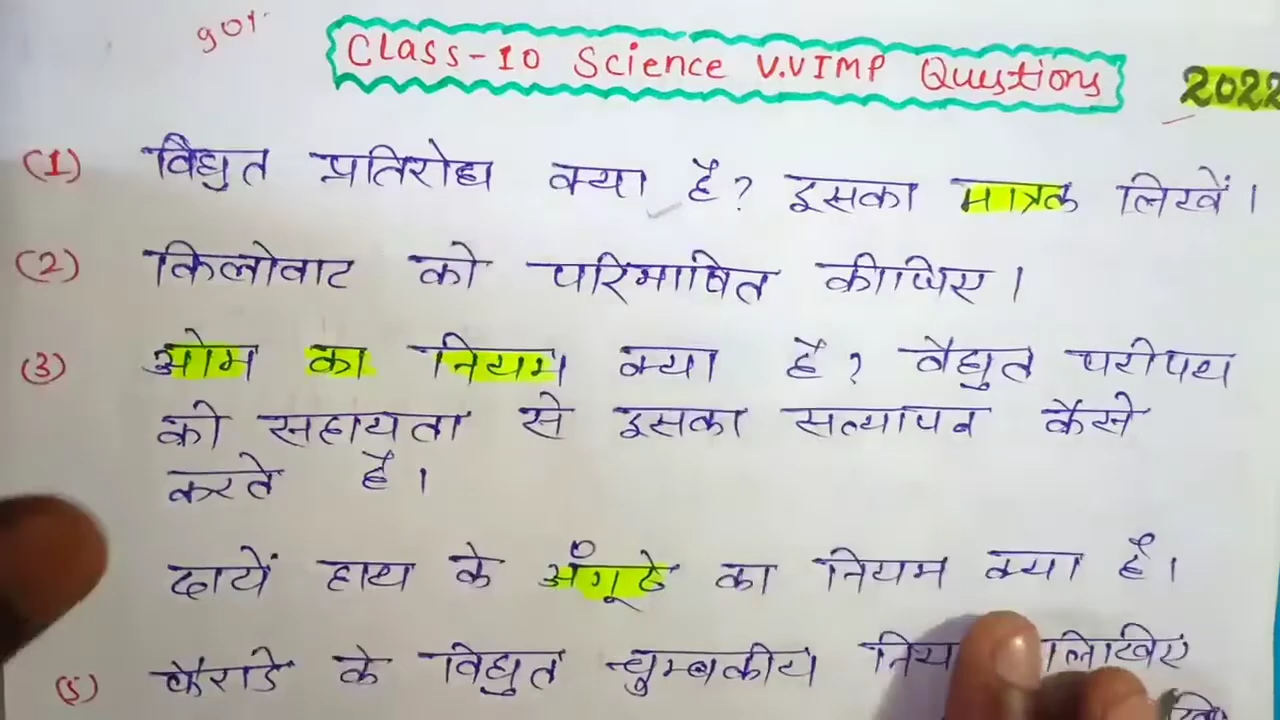 Class-10 Science V.VIMP Questions 2022
(1) विद्युत प्रतिरोध क्या है? इसका मात्रक लिखें।
(2) किलोवाट को परिभाषित कीजिए।
(3) ओम का नियम क्या है? वैद्युत परीपथ
की सहायता से इसका सत्यापन कैसे
करते है।
दायें हाथ के अँगूठे का नियम क्या है।
(5) फैराडे के विद्युत चुम्बकीय लिखिए